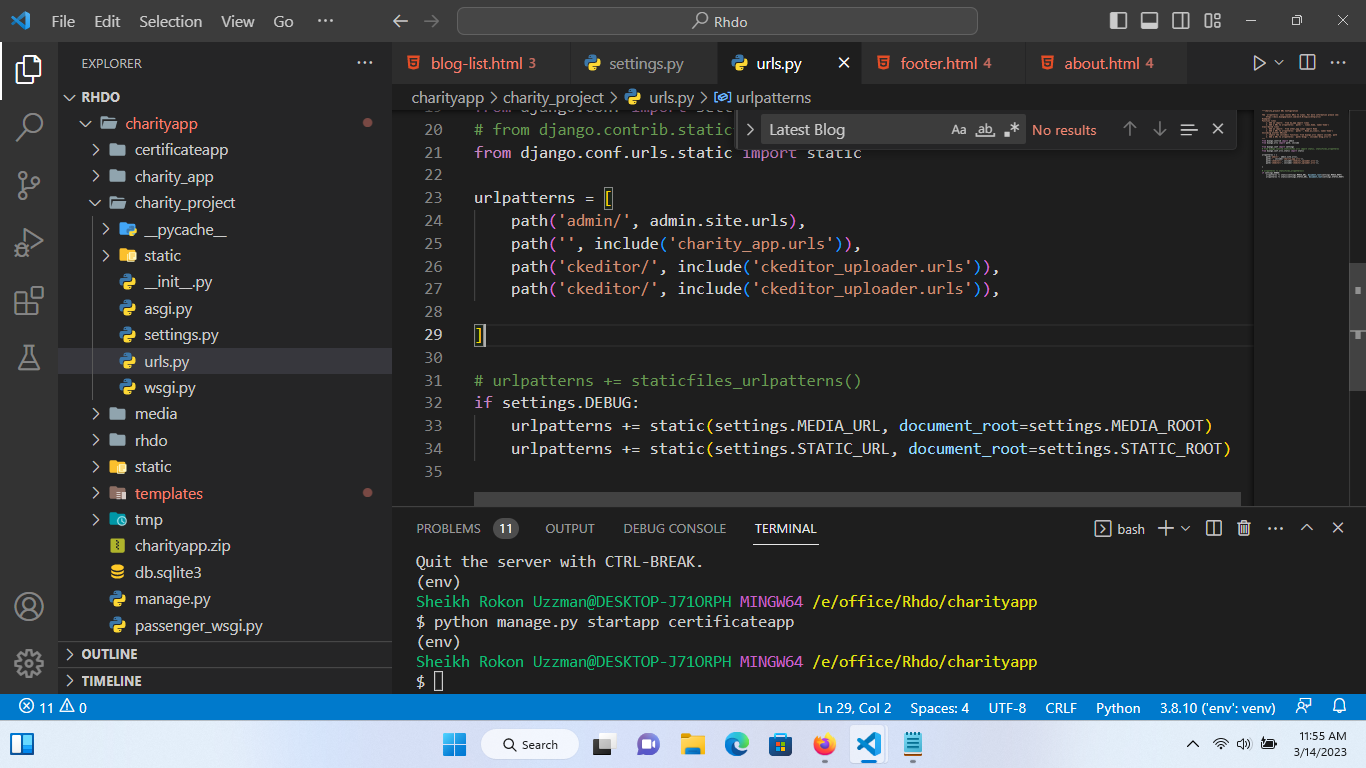 File Edit Selection View Go ··· Rhdo
EXPLORER ···
RHDO
charityapp
certificateapp
charity_app
charity_project
__pycache__
static
__init__.py
asgi.py
settings.py
urls.py
wsgi.py
media
rhdo
static
templates
tmp
charityapp.zip
db.sqlite3
manage.py
passenger_wsgi.py
OUTLINE
TIMELINE
blog-list.html 3 settings.py urls.py footer.html 4 about.html 4
charityapp > charity_project > urls.py > urlpatterns
Latest Blog Aa ab No results
20 # from django.contrib.static
21 from django.conf.urls.static import static
22
23 urlpatterns = [
24 path('admin/', admin.site.urls),
25 path('', include('charity_app.urls')),
26 path('ckeditor/', include('ckeditor_uploader.urls')),
27 path('ckeditor/', include('ckeditor_uploader.urls')),
28
29 ]
30
31 # urlpatterns += staticfiles_urlpatterns()
32 if settings.DEBUG:
33 urlpatterns += static(settings.MEDIA_URL, document_root=settings.MEDIA_ROOT)
34 urlpatterns += static(settings.STATIC_URL, document_root=settings.STATIC_ROOT)
35
PROBLEMS 11 OUTPUT DEBUG CONSOLE TERMINAL bash
Quit the server with CTRL-BREAK.
(env)
Sheikh Rokon Uzzman@DESKTOP-J71ORPH MINGW64 /e/office/Rhdo/charityapp
$ python manage.py startapp certificateapp
(env)
Sheikh Rokon Uzzman@DESKTOP-J71ORPH MINGW64 /e/office/Rhdo/charityapp
$
11 0 Ln 29, Col 2 Spaces: 4 UTF-8 CRLF Python 3.8.10 ('env': venv)
Search
11:55 AM
3/14/2023